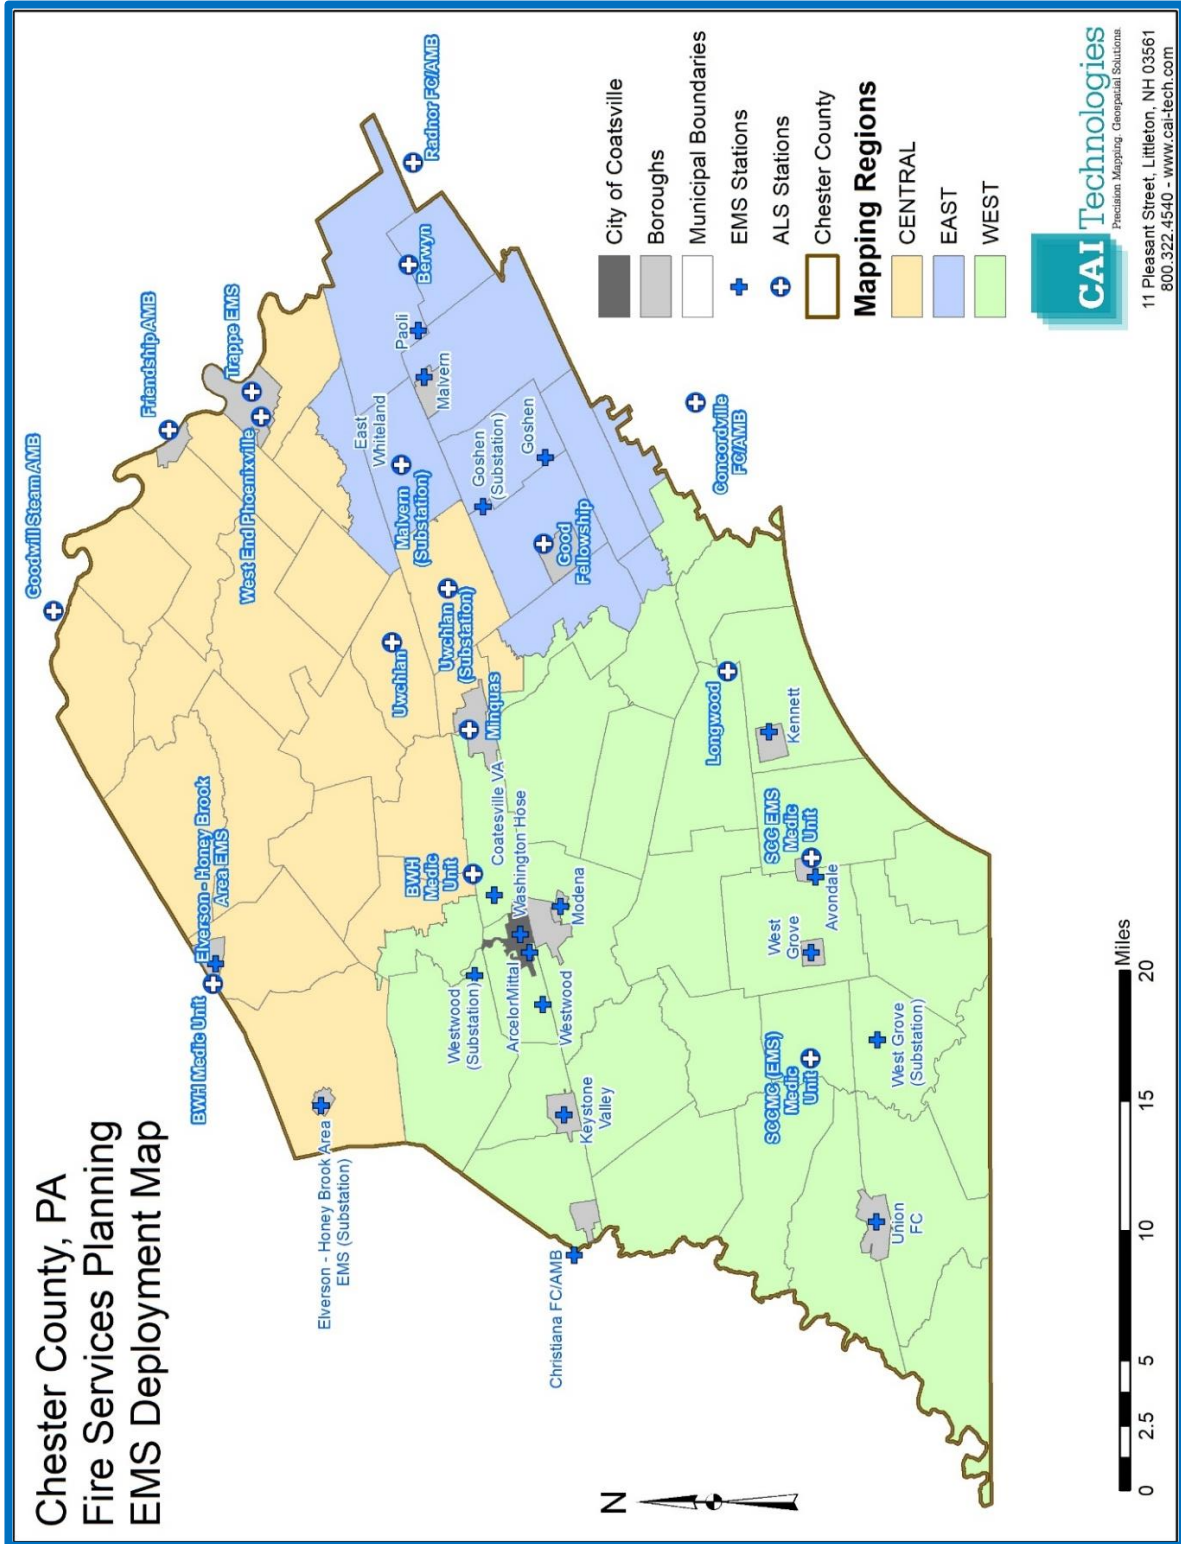 Chester County, PA
Fire Services Planning
EMS Deployment Map
Goodwill Steam AMB
Friendship AMB
Trappe EMS
West End Phoenixville
Elverson - Honey Brook
Area EMS
BWH Medic Unit
Elverson - Honey Brook Area
EMS (Substation)
Radnor FC/AMB
Berwyn
Paoli
Malvern
East
Whiteland
Malvern
(Substation)
Goshen
(Substation)
Goshen
Good
Fellowship
Uwchlan
Uwchlan
(Substation)
Minquas
BWH
Medic
Unit
Coatesville VA
Washington Hose
Modena
Westwood
(Substation)
ArcelorMittal
Westwood
Keystone
Valley
Christiana FC/AMB
Concordville
FC/AMB
Longwood
Kennett
SCC EMS
Medic
Unit
Avondale
West
Grove
SCCMC (EMS)
Medic
Unit
West Grove
(Substation)
Union
FC
N
0
2.5
5
10
15
20
Miles
City of Coatsville
Boroughs
Municipal Boundaries
EMS Stations
ALS Stations
Chester County
Mapping Regions
CENTRAL
EAST
WEST
CAI Technologies
Precision Mapping. Geospatial Solutions.
11 Pleasant Street, Littleton, NH 03561
800.322.4540 - www.cai-tech.com